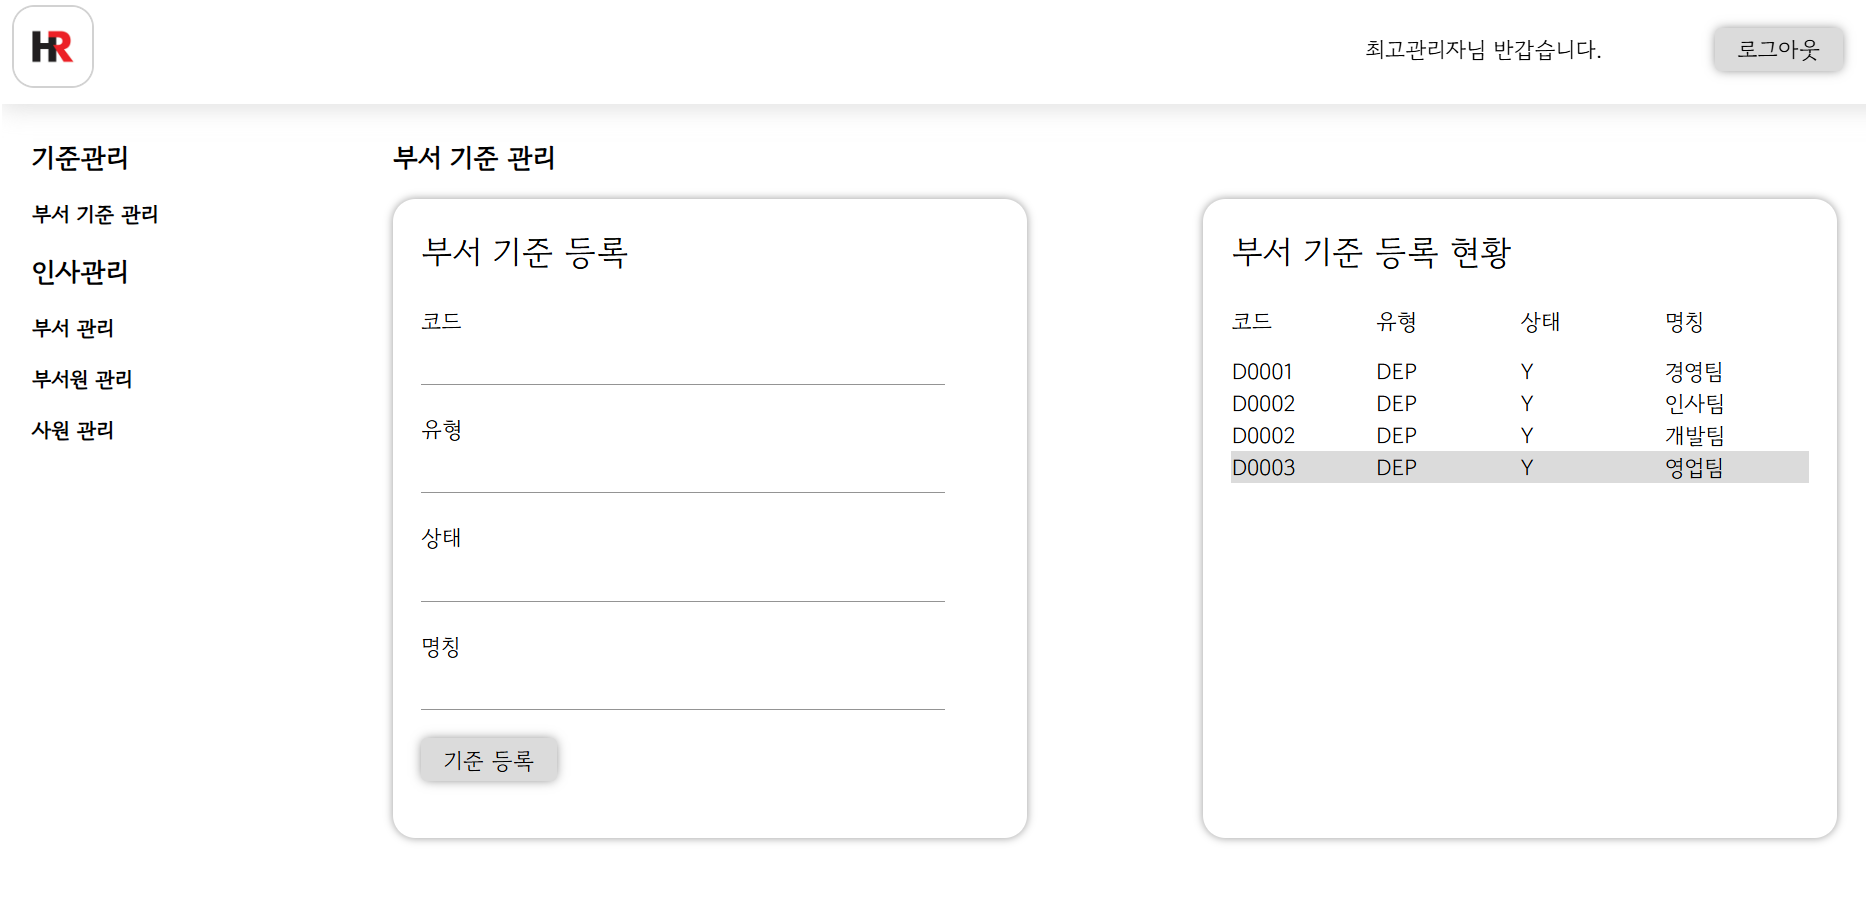 HR
최고관리자님 반갑습니다.
로그아웃
기준관리
부서 기준 관리
인사관리
부서 관리
부서원 관리
사원 관리
부서 기준 관리
부서 기준 등록
코드
유형
상태
명칭
기준 등록
부서 기준 등록 현황
코드 유형 상태 명칭
D0001 DEP Y 경영팀
D0002 DEP Y 인사팀
D0002 DEP Y 개발팀
D0003 DEP Y 영업팀